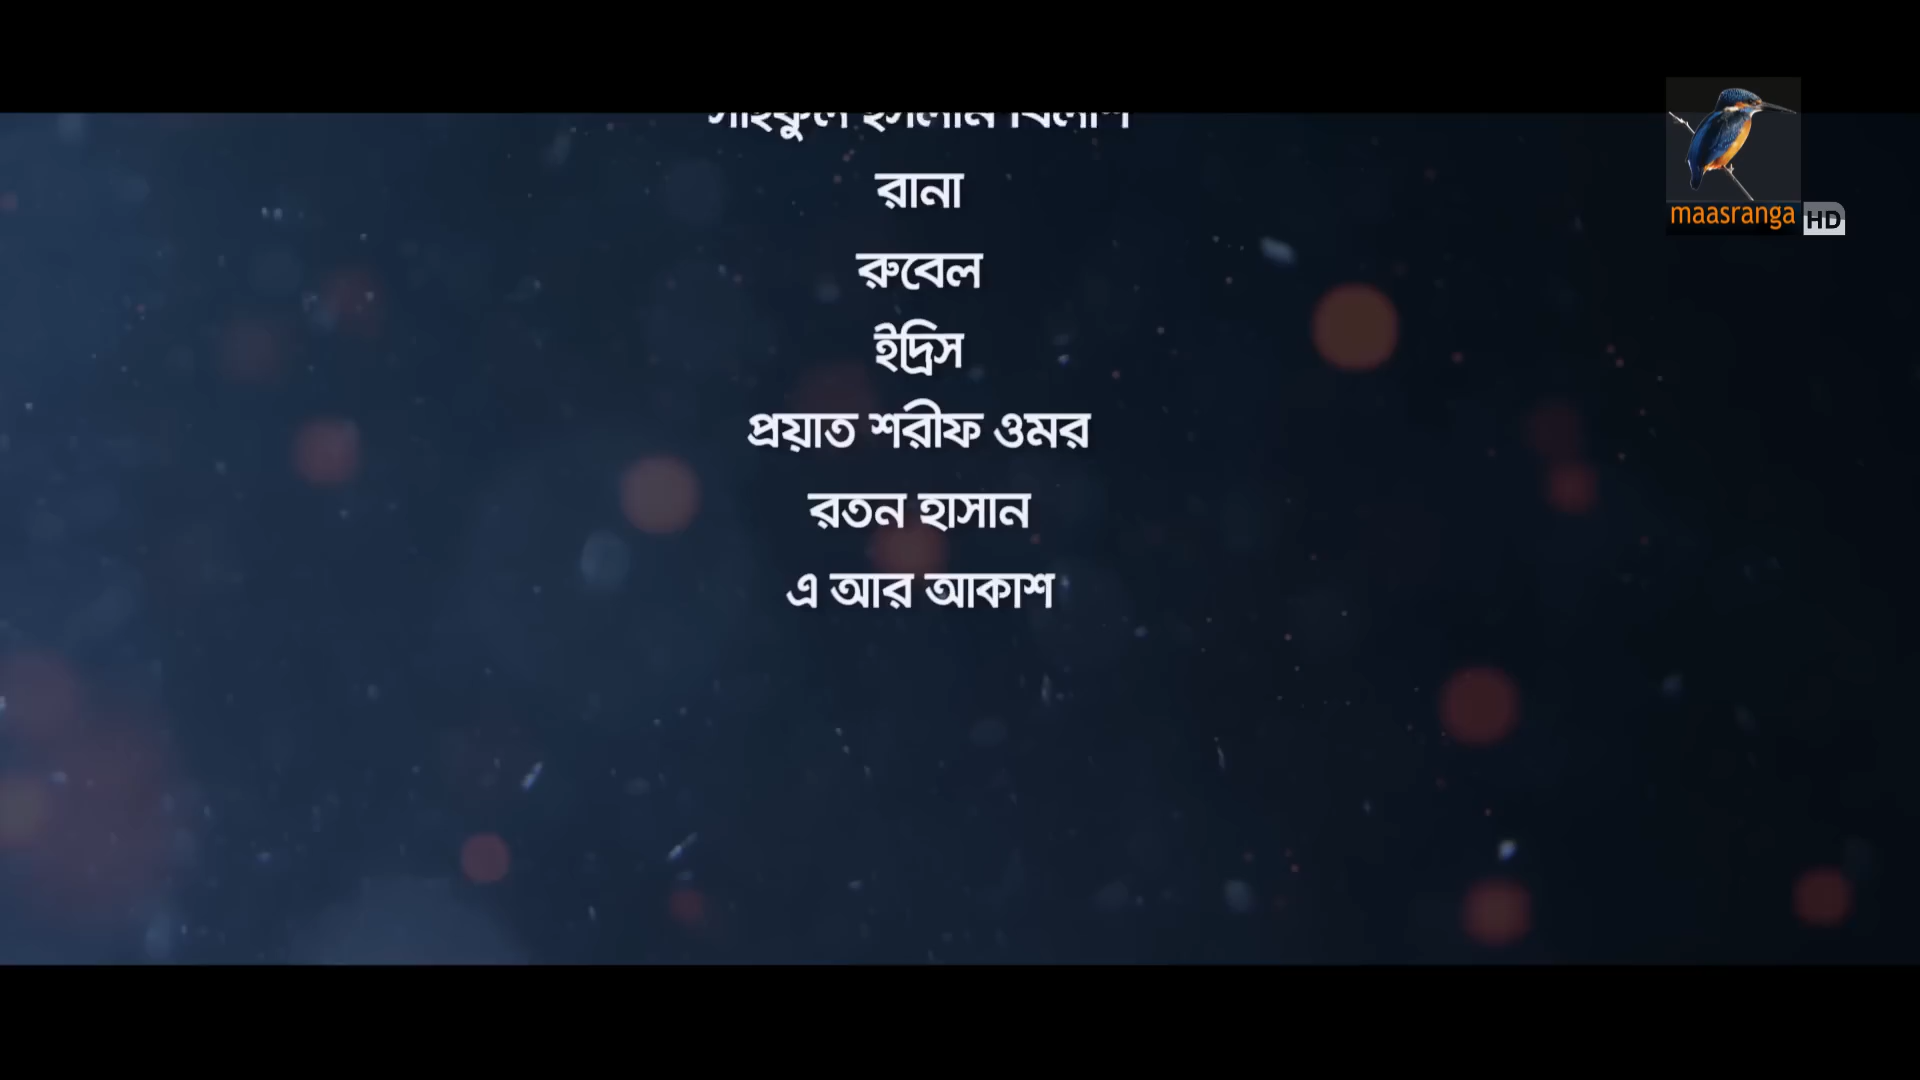 রানা
রুবেল
ইদ্রিস
প্রয়াত শরীফ ওমর
রতন হাসান
এ আর আকাশ
maasranga HD